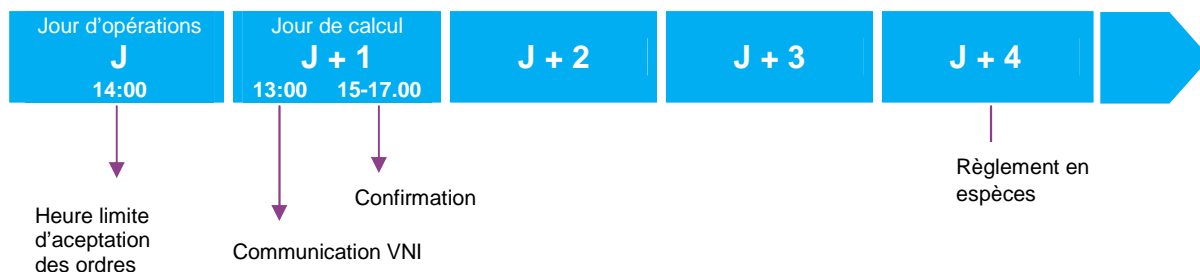 Jour d'opérations
J
14:00
Jour de calcul
J + 1
13:00 15-17.00
J + 2
J + 3
J + 4
Heure limite
d'aceptation
des ordres
Communication VNI
Confirmation
Règlement en
espèces